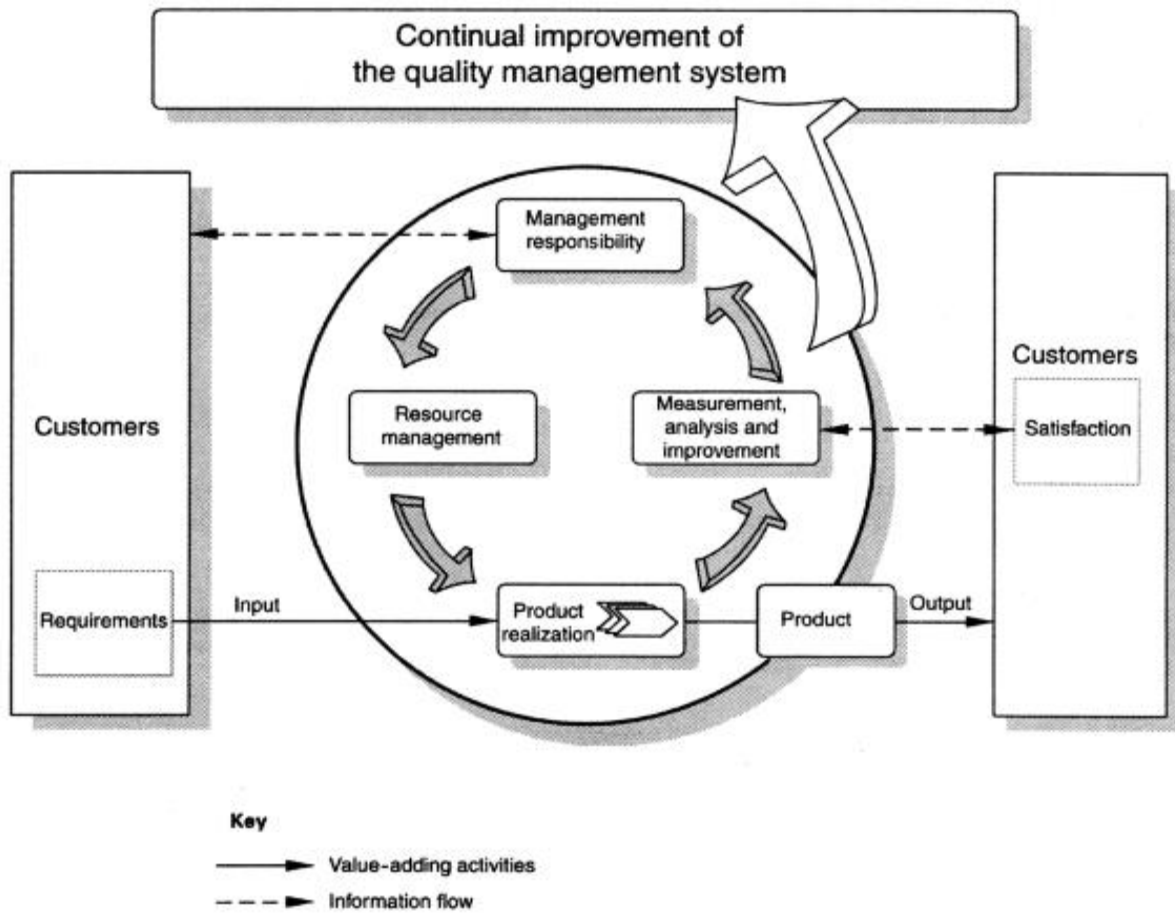 Continual improvement of
the quality management system
Management
responsibility
Customers
Resource
management
Measurement,
analysis and
improvement
Customers
Satisfaction
Requirements
Input
Product
realization
Product
Output
Key
Value-adding activities
Information flow